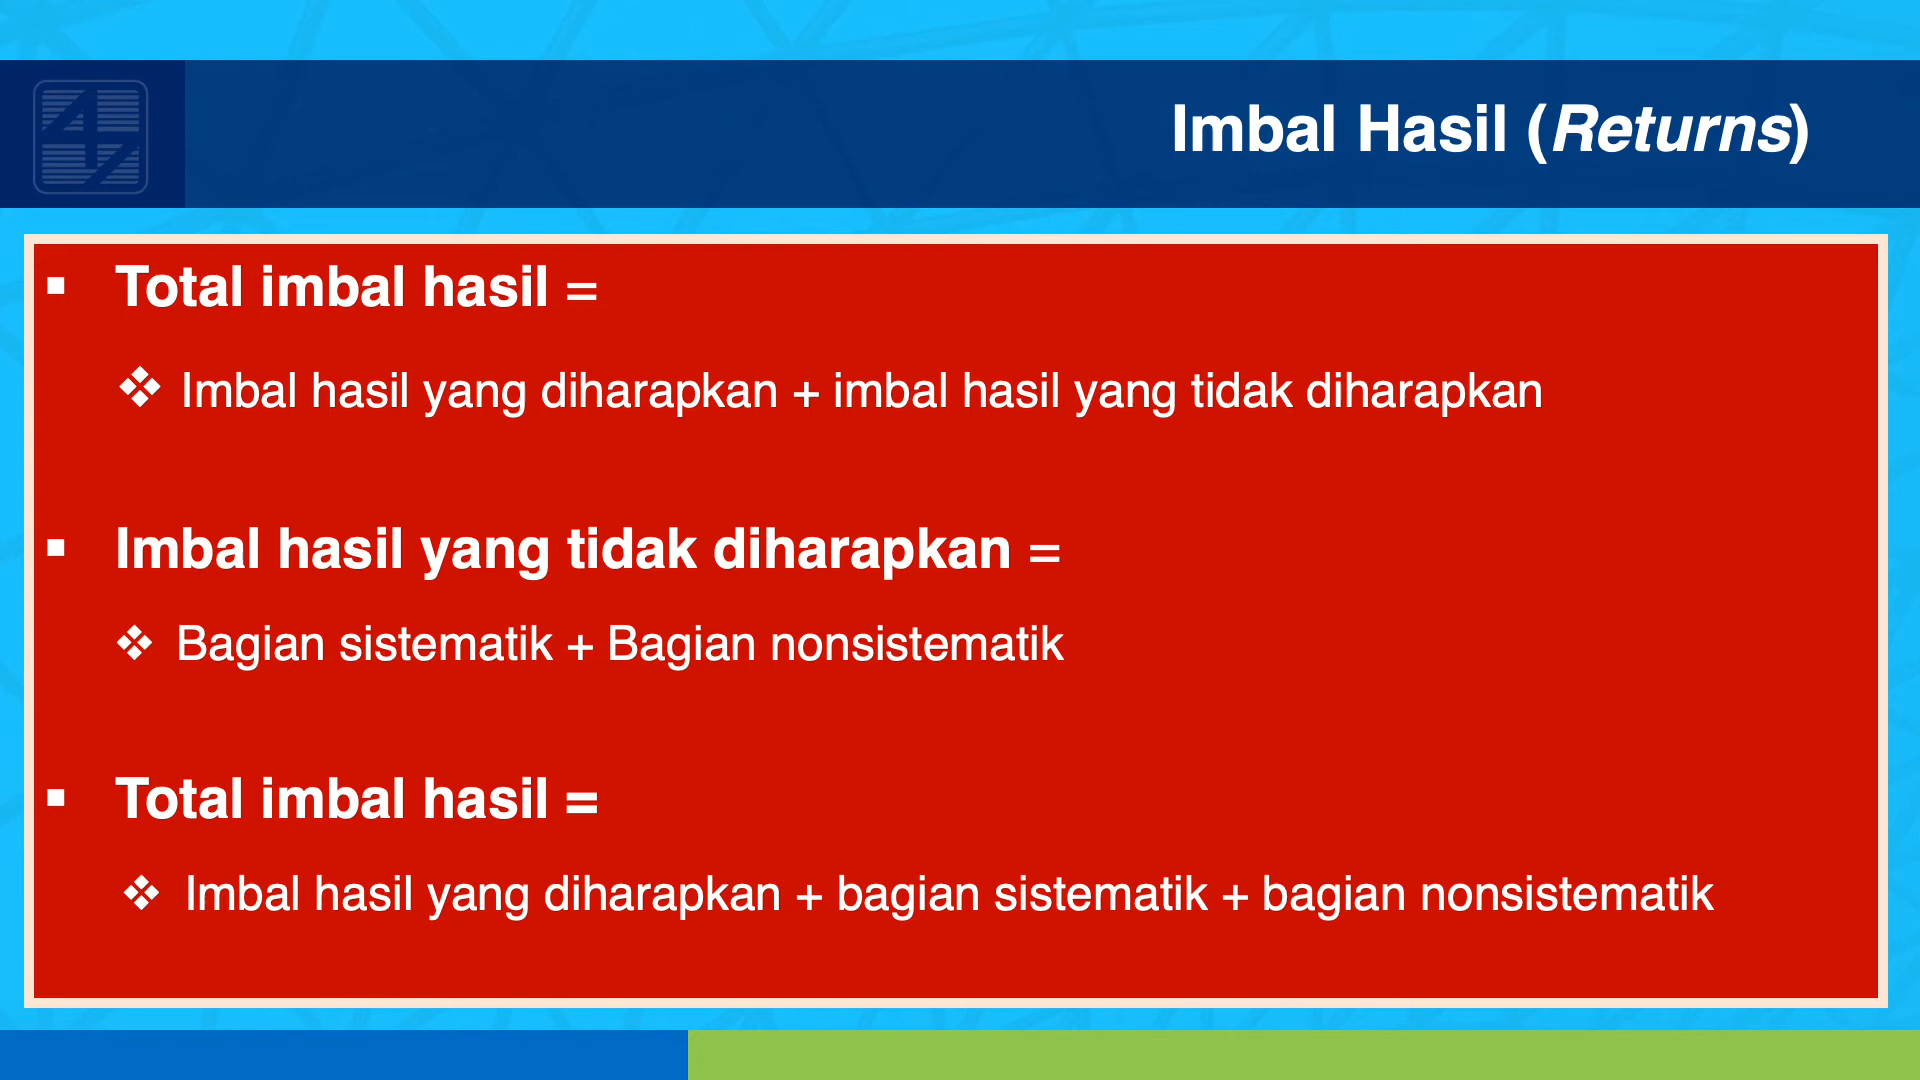 Imbal Hasil (Returns)
▪ Total imbal hasil =
❖ Imbal hasil yang diharapkan + imbal hasil yang tidak diharapkan
▪ Imbal hasil yang tidak diharapkan =
❖ Bagian sistematik + Bagian nonsistematik
▪ Total imbal hasil =
❖ Imbal hasil yang diharapkan + bagian sistematik + bagian nonsistematik